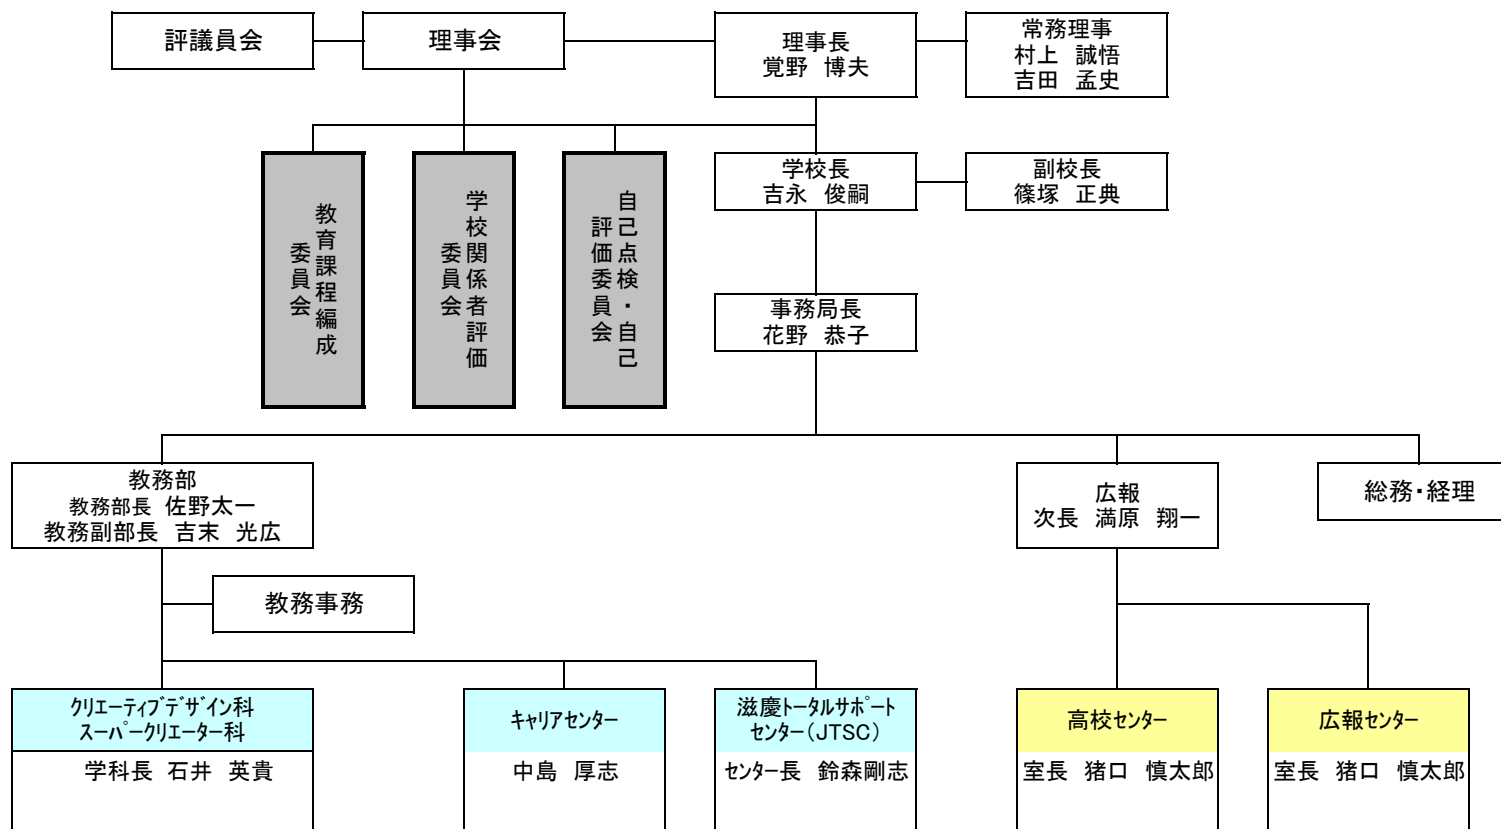 評議員会
理事会
理事長
覚野　博夫
常務理事
村上　誠悟
吉田　孟史
教育課程編成
委員会
学校関係者評価
委員会
自己点検・自己
評価委員会
学校長
吉永　俊嗣
副校長
篠塚　正典
事務局長
花野　恭子
教務部
教務部長　佐野太一
教務副部長　吉末　光広
広報
次長　満原　翔一
総務・経理
教務事務
ｸﾘｴｰﾃｨﾌﾞﾃﾞｻﾞｲﾝ科
ｽｰﾊﾟｰｸﾘｴｰﾀｰ科
学科長　石井　英貴
ｷｬﾘｱｾﾝﾀｰ
中島　厚志
滋慶ﾄｰﾀﾙｻﾎﾟｰﾄ
ｾﾝﾀｰ（JTSC）
ｾﾝﾀｰ長　鈴森剛志
高校ｾﾝﾀｰ
室長　猪口　慎太郎
広報ｾﾝﾀｰ
室長　猪口　慎太郎